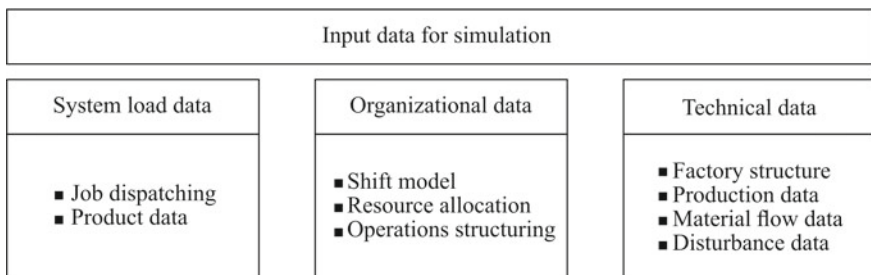 Input data for simulation
System load data
■ Job dispatching
■ Product data
Organizational data
■ Shift model
■ Resource allocation
■ Operations structuring
Technical data
■ Factory structure
■ Production data
■ Material flow data
■ Disturbance data